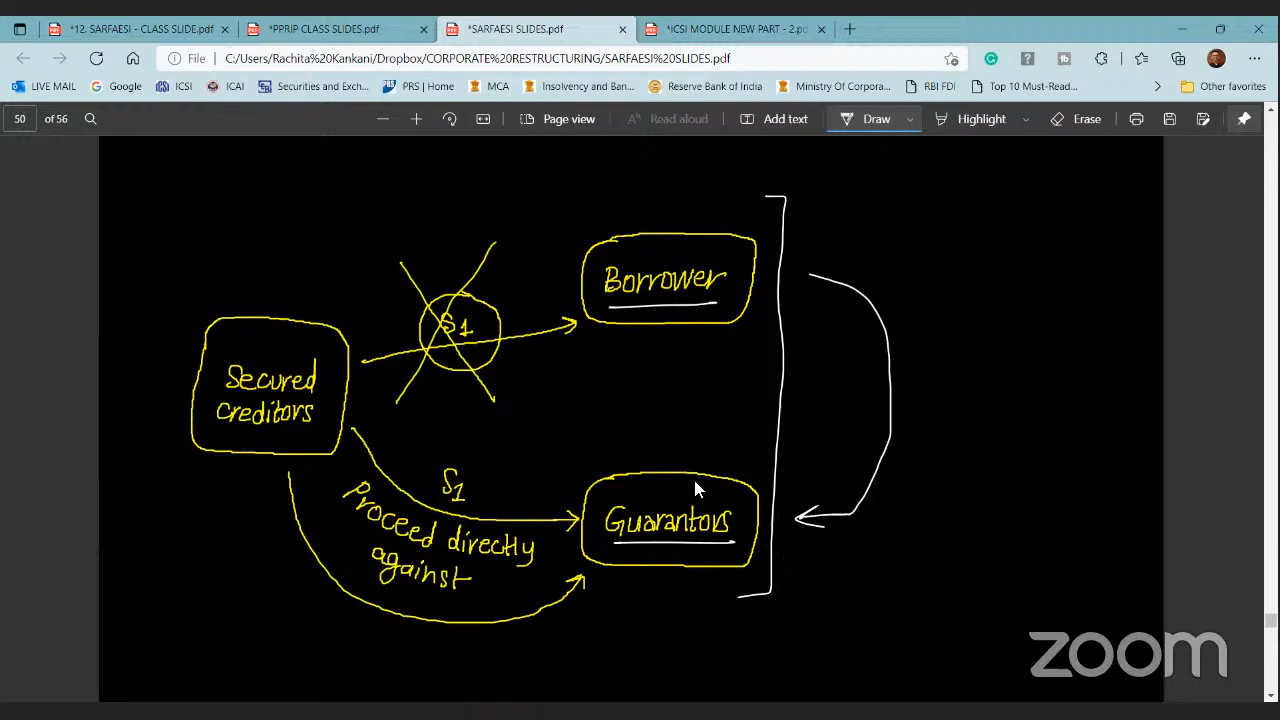 *12. SARFAESI - CLASS SLIDE.pdf
*PPRIP CLASS SLIDES.pdf
*SARFAESI SLIDES.pdf
*ICSI MODULE NEW PART - 2.p
File
C:/Users/Rachita%20Kankani/Dropbox/CORPORATE%20RESTRUCTURING/SARFAESI%20SLIDES.pdf
LIVE MAIL
Google
ICSI
ICAI
Securities and Exch...
PRS | Home
MCA
Insolvency and Ban...
Reserve Bank of India
Ministry Of Corpora...
RBI FDI
Top 10 Must-Read...
Other favorites
50 of 56
Page view
Read aloud
Add text
Draw
Highlight
Erase
Borrower
S1
Secured
creditors
S1
Proceed directly
against
Guarantors
zoom